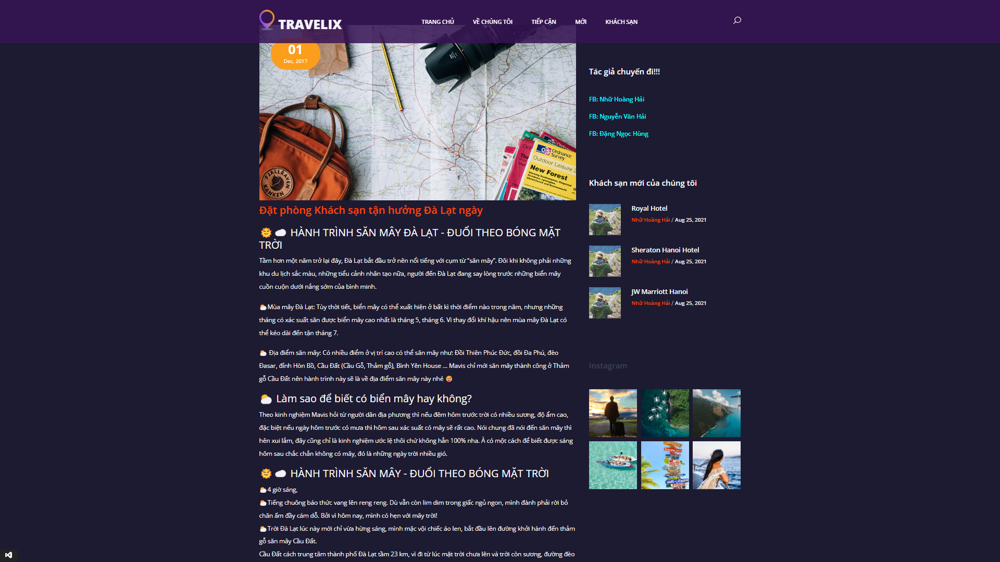 TRAVELIX
TRANG CHỦ
VỀ CHÚNG TÔI
TIẾP CẬN
MỚI
KHÁCH SẠN
01
Dec, 2017
FJALLRAVEN
KANKEN
Ordnance
Survey
Outdoor Leisure
New Forest
Đặt phòng Khách sạn tận hưởng Đà Lạt ngày
HÀNH TRÌNH SĂN MÂY ĐÀ LẠT - ĐUỔI THEO BÓNG MẶT
TRỜI
Tầm hơn một năm trở lại đây, Đà Lạt bắt đầu trở nên nổi tiếng với cụm từ “săn mây”. Đôi khi không phải những
khu du lịch sắc màu, những tiểu cảnh nhân tạo nữa, người đến Đà Lạt đang say lòng trước những biển mây
cuồn cuộn dưới nắng sớm của bình minh.
Mùa mây Đà Lạt: Tùy thời tiết, biển mây có thể xuất hiện ở bất kì thời điểm nào trong năm, nhưng những
tháng có xác suất săn được biển mây cao nhất là tháng 5, tháng 6. Vì thay đổi khí hậu nên mùa mây Đà Lạt có
thể kéo dài đến tận tháng 7.
Địa điểm săn mây: Có nhiều điểm ở vị trí cao có thể săn mây như: Đồi Thiên Phúc Đức, đồi Đa Phú, đèo
Dasar, đỉnh Hòn Bồ, Cầu Đất (Cầu Gỗ, Thảm gỗ), Bình Yên House ... Mavis chỉ mới săn mây thành công ở Thảm
gỗ Cầu Đất nên hành trình này sẽ là về địa điểm săn mây này nhé 😉
Làm sao để biết có biển mây hay không?
Theo kinh nghiệm Mavis hỏi từ người dân địa phương thì nếu đêm hôm trước trời có nhiều sương, độ ẩm cao,
đặc biệt nếu ngày hôm trước có mưa thì hôm sau xác suất có mây sẽ rất cao. Nói chung đã nói đến săn mây thì
hên xui lắm, đây cũng chỉ là kinh nghiệm ước lệ thôi chứ không hẳn 100% nha. À có một cách để biết được sáng
hôm sau chắc chắn không có mây, đó là những ngày trời nhiều gió.
HÀNH TRÌNH SĂN MÂY - ĐUỔI THEO BÓNG MẶT TRỜI
4 giờ sáng,
Tiếng chuông báo thức vang lên reng reng. Dù vẫn còn lim dim trong giấc ngủ ngon, mình đành phải rời bỏ
chăn ấm đầy cám dỗ. Bởi vì hôm nay, mình có hẹn với mây trời!
Trời Đà Lạt lúc này mới chỉ vừa hừng sáng, mình mặc vội chiếc áo len, bắt đầu lên đường khởi hành đến thảm
gỗ săn mây Cầu Đất.
Cầu Đất cách trung tâm thành phố Đà Lạt tầm 23 km, vì đi từ lúc mặt trời chưa lên và trời còn sương, đường đèo
Tác giả chuyến đi!!!
FB: Nhữ Hoàng Hải
FB: Nguyễn Văn Hải
FB: Đặng Ngọc Hùng
Khách sạn mới của chúng tôi
Royal Hotel
Nhữ Hoàng Hải / Aug 25, 2021
Sheraton Hanoi Hotel
Nhữ Hoàng Hải / Aug 25, 2021
JW Marriott Hanoi
Nhữ Hoàng Hải / Aug 25, 2021
Instagram